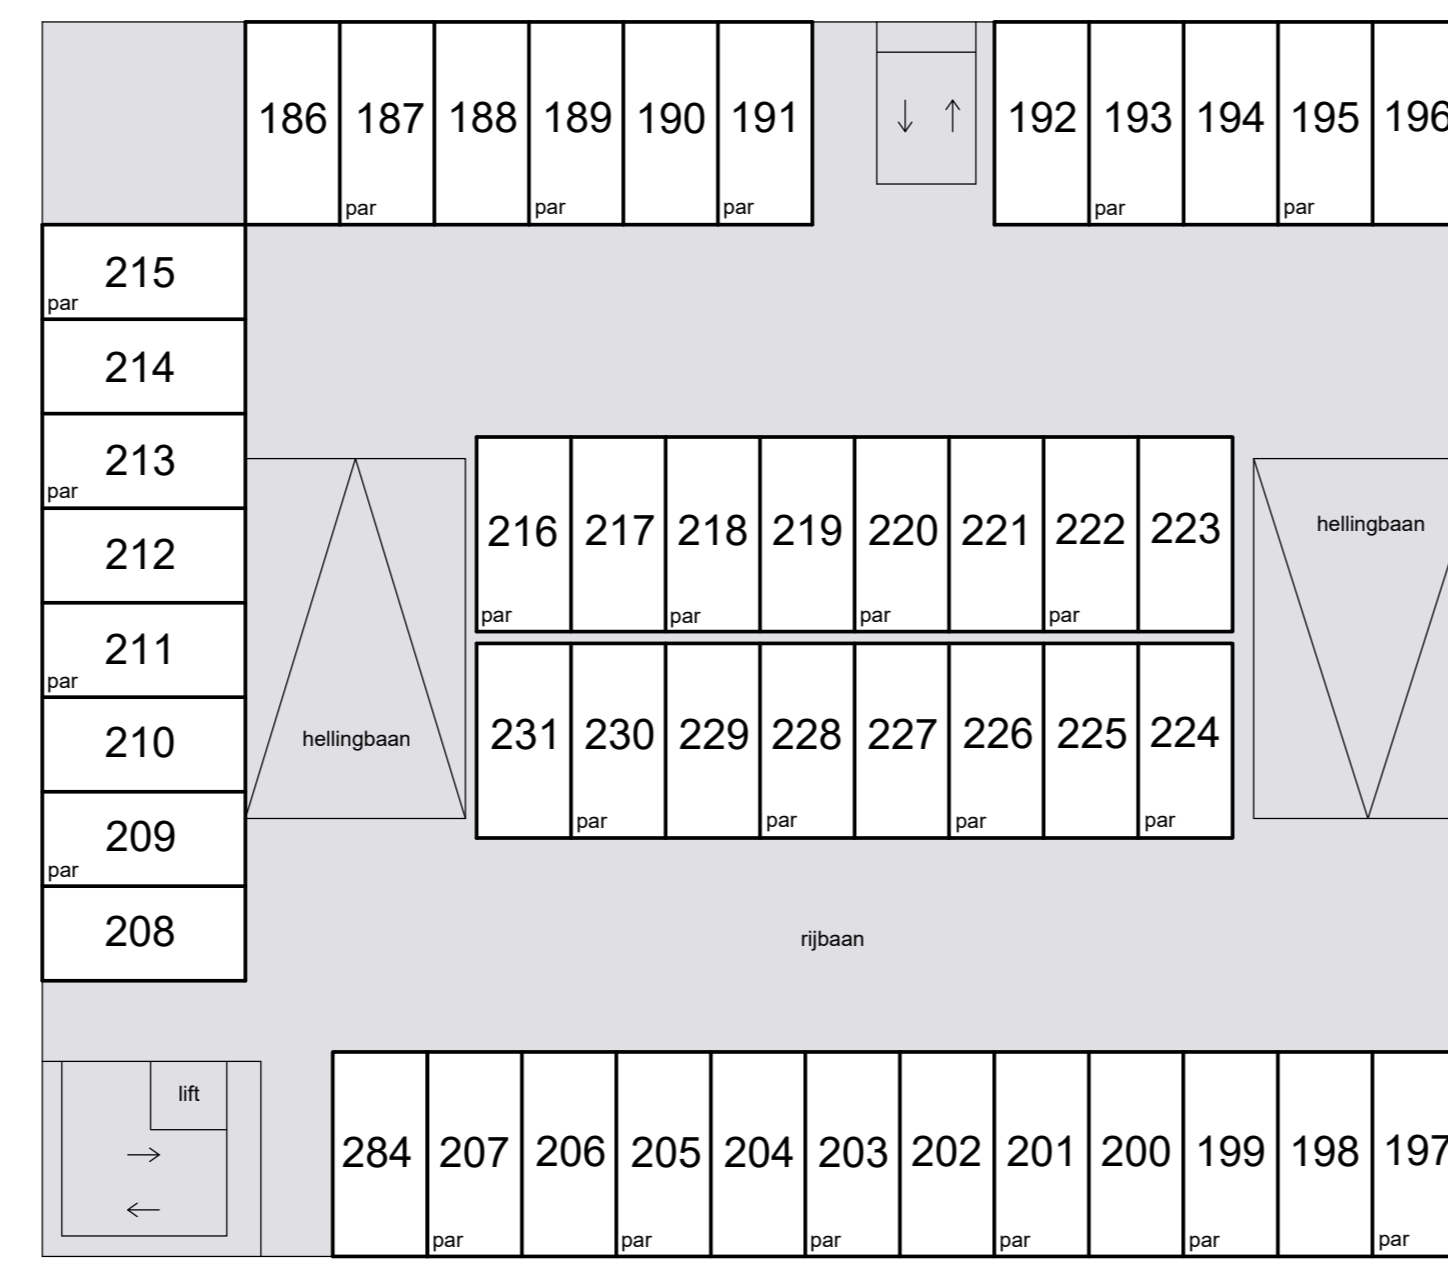 186 187 188 189 190 191 192 193 194 195 196
par par par par par
215
par
214
213
par
212
211
par
210
209
par
208
hellingbaan
216 217 218 219 220 221 222 223
par par par par
231 230 229 228 227 226 225 224
par par par par
hellingbaan
rijbaan
lift
284 207 206 205 204 203 202 201 200 199 198 197
par par par par par par